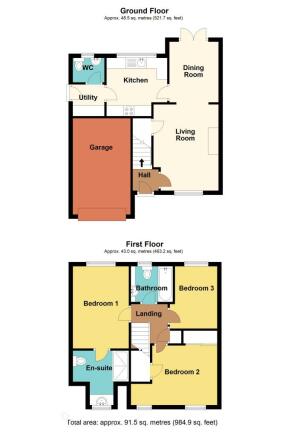 Ground Floor
Approx. 48.5 sq. metres (521.7 sq. feet)
WC
Kitchen
Dining
Room
Utility
Garage
Living
Room
Hall
First Floor
Approx. 43.0 sq. metres (463.2 sq. feet)
Bathroom
Bedroom 3
Bedroom 1
Landing
En-suite
Bedroom 2
Total area: approx. 91.5 sq. metres (984.9 sq. feet)